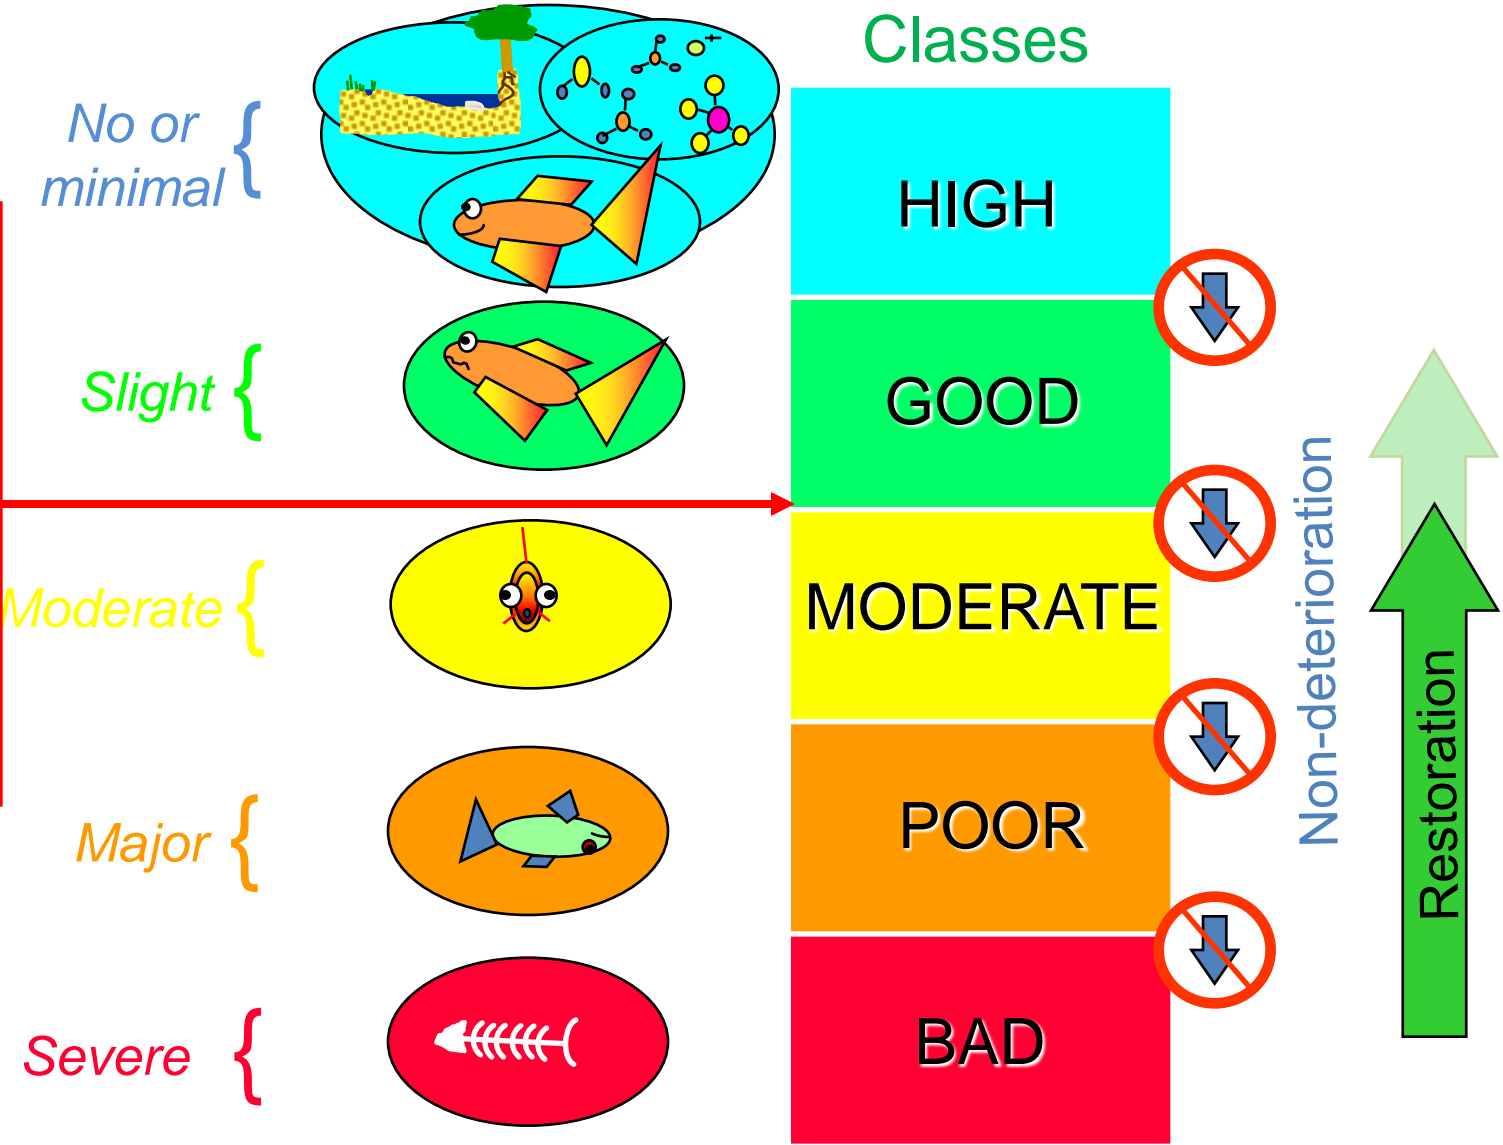 Classes
No or
minimal
HIGH
Slight
GOOD
Moderate
MODERATE
Major
POOR
Severe
BAD
Non-deterioration
Restoration